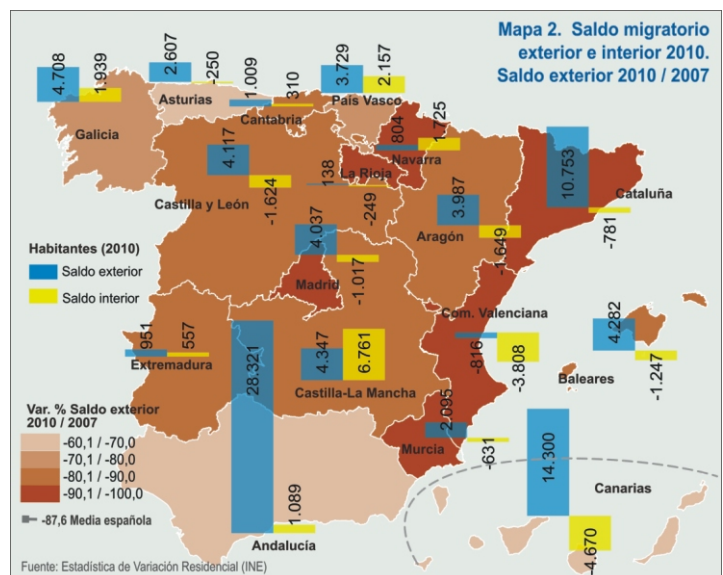 Mapa 2. Saldo migratorio
exterior e interior 2010.
Saldo exterior 2010 / 2007
4.708
1.939
Galicia
2.607
-250
Asturias
1.009
310
Cantabria
3.729
2.157
País Vasco
804
1.725
Navarra
138
-249
La Rioja
4.117
-1.624
Castilla y León
3.987
-1.649
Aragón
10.753
-781
Cataluña
4.037
-1.017
Madrid
Habitantes (2010)
Saldo exterior
Saldo interior
951
557
Extremadura
28.321
1.089
Andalucía
4.347
6.761
Castilla-La Mancha
Com. Valenciana
-816
-3.808
4.282
-1.247
Baleares
2.095
-631
Murcia
14.300
-4.670
Canarias
Var. % Saldo exterior
2010 / 2007
-60,1 / -70,0
-70,1 / -80,0
-80,1 / -90,0
-90,1 / -100,0
-87,6 Media española
Fuente: Estadística de Variación Residencial (INE)